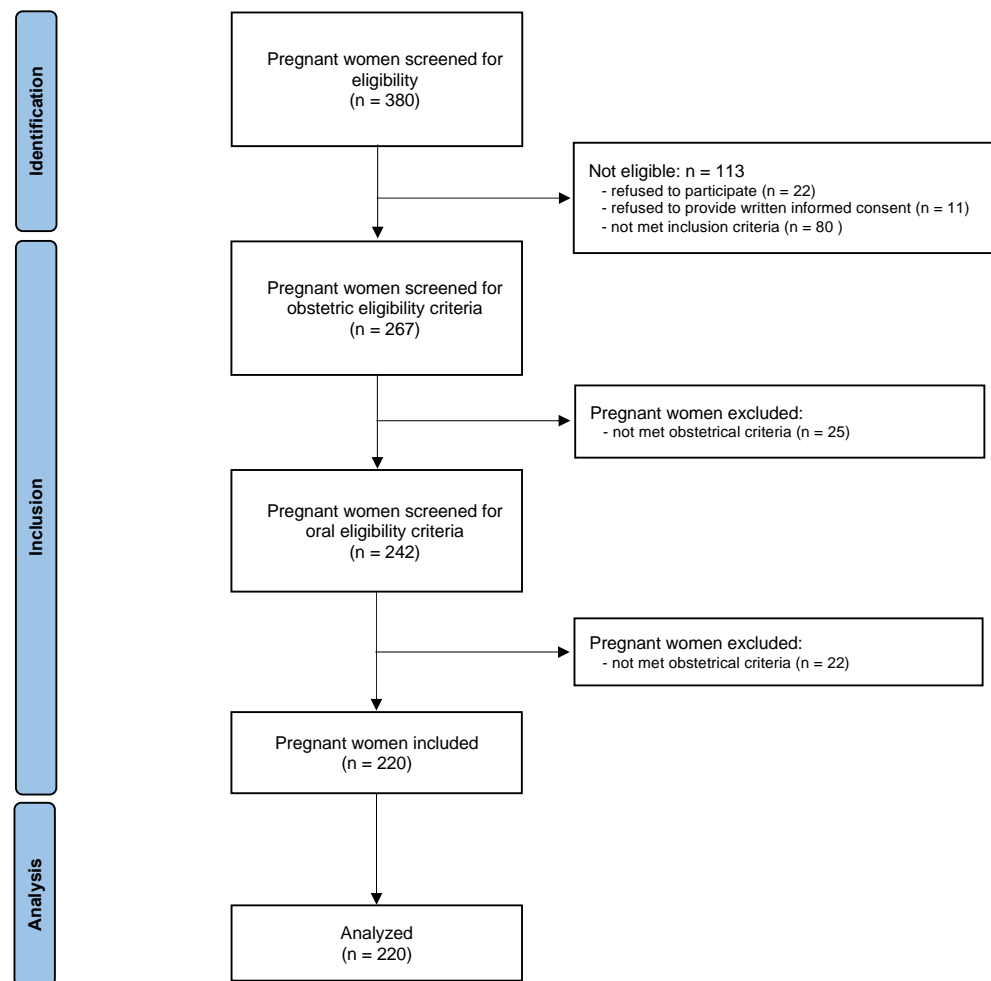 Identification
Pregnant women screened for
eligibility
(n = 380)
Not eligible: n = 113
- refused to participate (n = 22)
- refused to provide written informed consent (n = 11)
- not met inclusion criteria (n = 80 )
Inclusion
Pregnant women screened for
obstetric eligibility criteria
(n = 267)
Pregnant women excluded:
- not met obstetrical criteria (n = 25)
Pregnant women screened for
oral eligibility criteria
(n = 242)
Pregnant women excluded:
- not met obstetrical criteria (n = 22)
Pregnant women included
(n = 220)
Analysis
Analyzed
(n = 220)